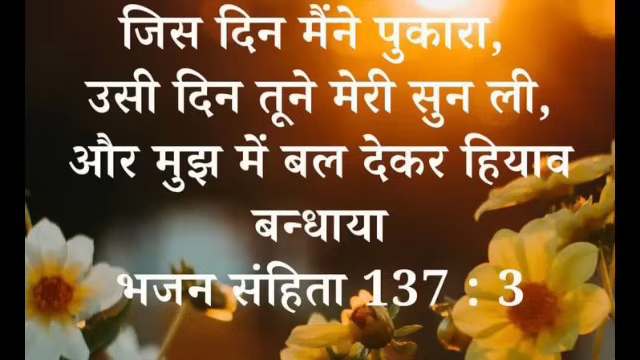 जिस दिन मैंने पुकारा,
उसी दिन तूने मेरी सुन ली,
और मुझ में बल देकर हियाव
बन्धाया
भजन संहिता 137 : 3